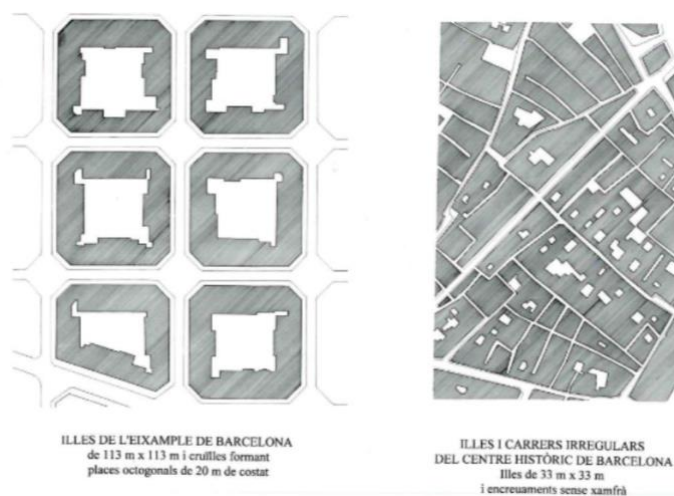 ILLES DE L'EIXAMPLE DE BARCELONA
de 113 m x 113 m i cruïlles formant
places octogonals de 20 m de costat
ILLES I CARRERS IRREGULARS
DEL CENTRE HISTÒRIC DE BARCELONA
Illes de 33 m x 33 m
i encreuaments sense xamfrà